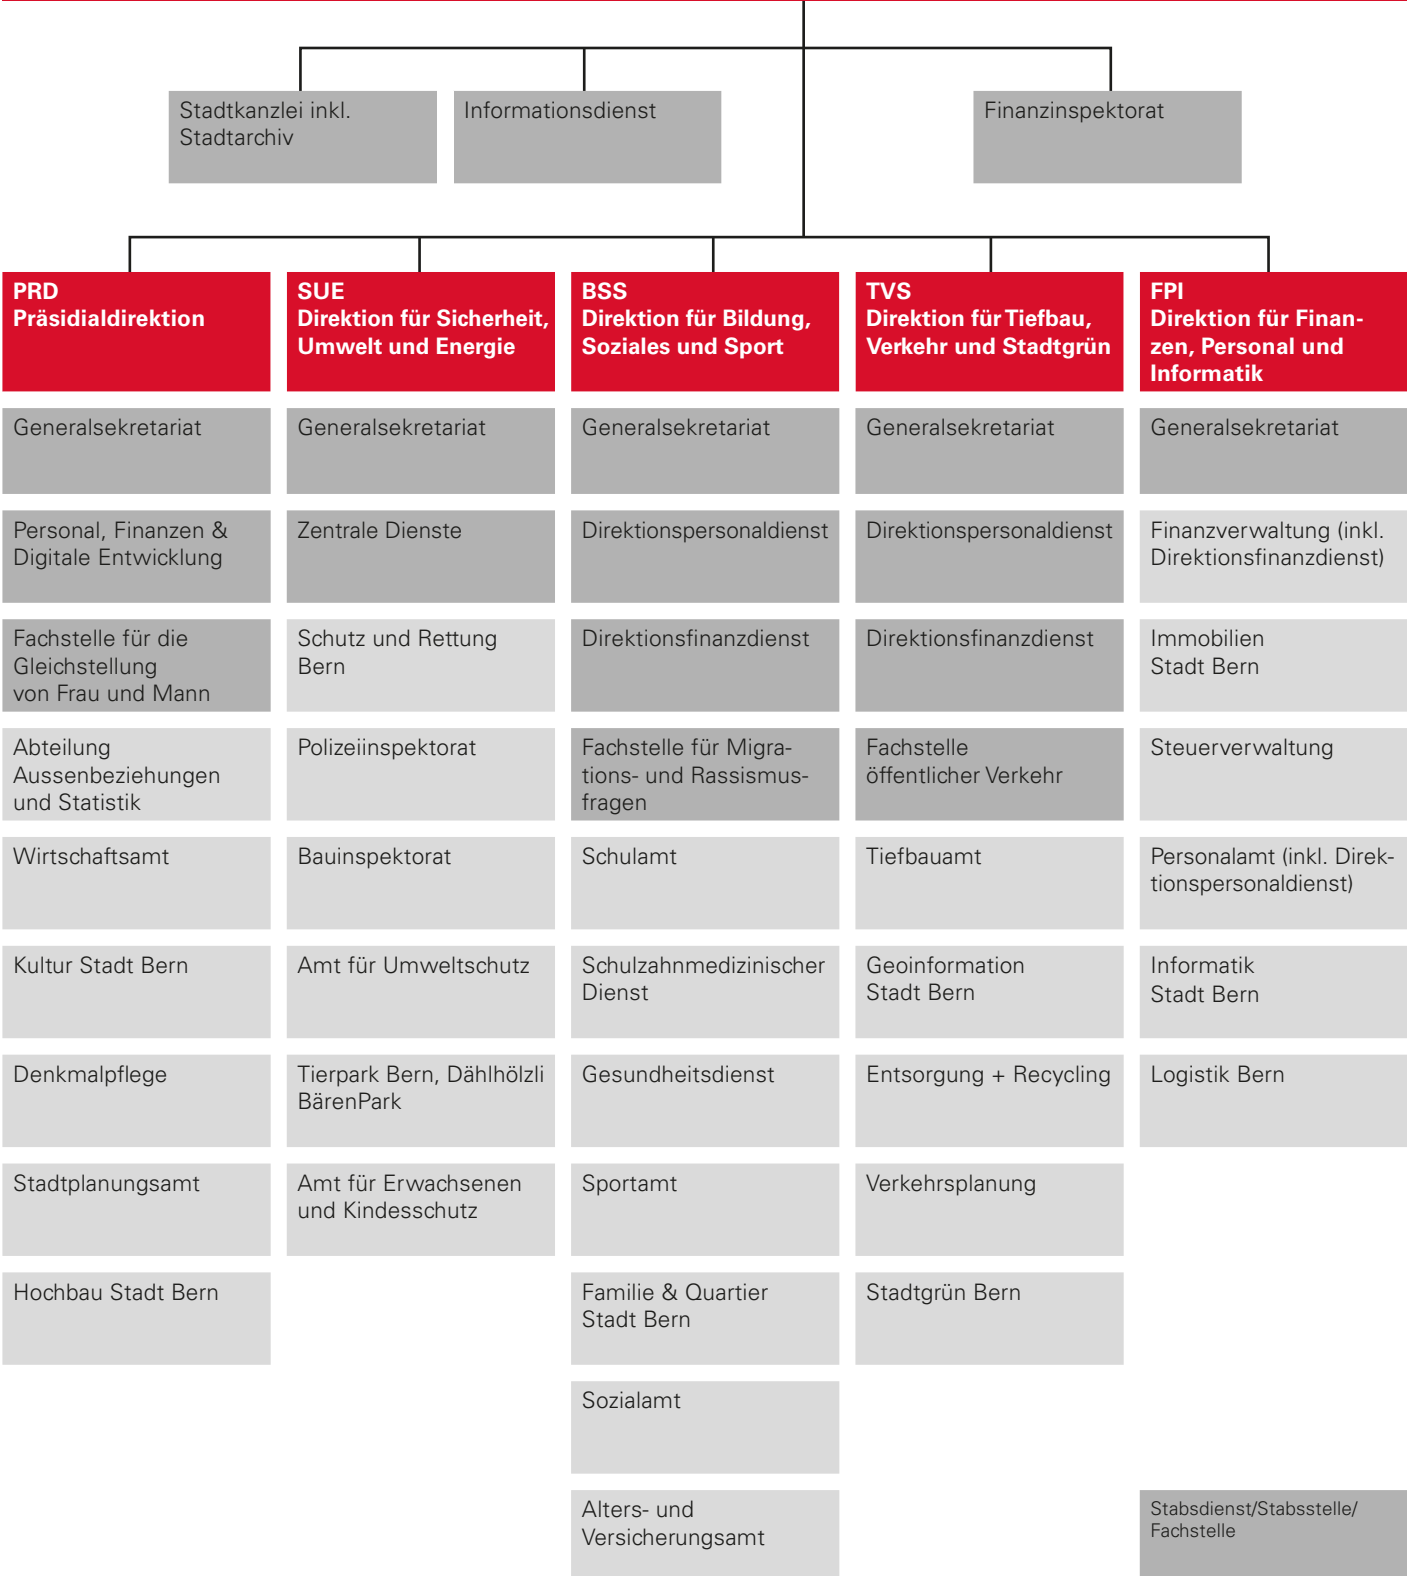 Stadtkanzlei inkl.
Stadtarchiv
Informationsdienst
Finanzinspektorat
PRD
Präsidialdirektion
SUE
Direktion für Sicherheit,
Umwelt und Energie
BSS
Direktion für Bildung,
Soziales und Sport
TVS
Direktion für Tiefbau,
Verkehr und Stadtgrün
FPI
Direktion für Finan-
zen, Personal und
Informatik
Generalsekretariat
Generalsekretariat
Generalsekretariat
Generalsekretariat
Generalsekretariat
Personal, Finanzen &
Digitale Entwicklung
Zentrale Dienste
Direktionspersonaldienst
Direktionspersonaldienst
Finanzverwaltung (inkl.
Direktionsfinanzdienst)
Fachstelle für die
Gleichstellung
von Frau und Mann
Schutz und Rettung
Bern
Direktionsfinanzdienst
Direktionsfinanzdienst
Immobilien
Stadt Bern
Abteilung
Aussenbeziehungen
und Statistik
Polizeiinspektorat
Fachstelle für Migra-
tions- und Rassismus-
fragen
Fachstelle
öffentlicher Verkehr
Steuerverwaltung
Wirtschaftsamt
Bauinspektorat
Schulamt
Tiefbauamt
Personalamt (inkl. Direk-
tionspersonaldienst)
Kultur Stadt Bern
Amt für Umweltschutz
Schulzahnmedizinischer
Dienst
Geoinformation
Stadt Bern
Informatik
Stadt Bern
Denkmalpflege
Tierpark Bern, Dählhölzli
BärenPark
Gesundheitsdienst
Entsorgung + Recycling
Logistik Bern
Stadtplanungsamt
Amt für Erwachsenen
und Kindesschutz
Sportamt
Verkehrsplanung
Hochbau Stadt Bern
Familie & Quartier
Stadt Bern
Stadtgrün Bern
Sozialamt
Alters- und
Versicherungsamt
Stabsdienst/Stabsstelle/
Fachstelle